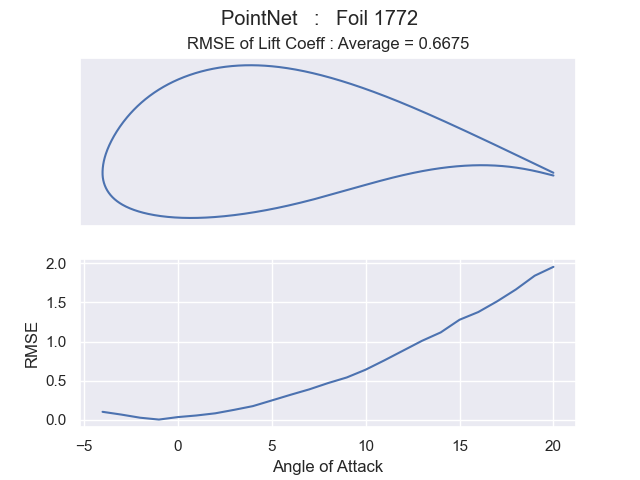 PointNet   :   Foil 1772
RMSE of Lift Coeff : Average = 0.6675
2.0
1.5
1.0
0.5
0.0
RMSE
−5 0 5 10 15 20
Angle of Attack